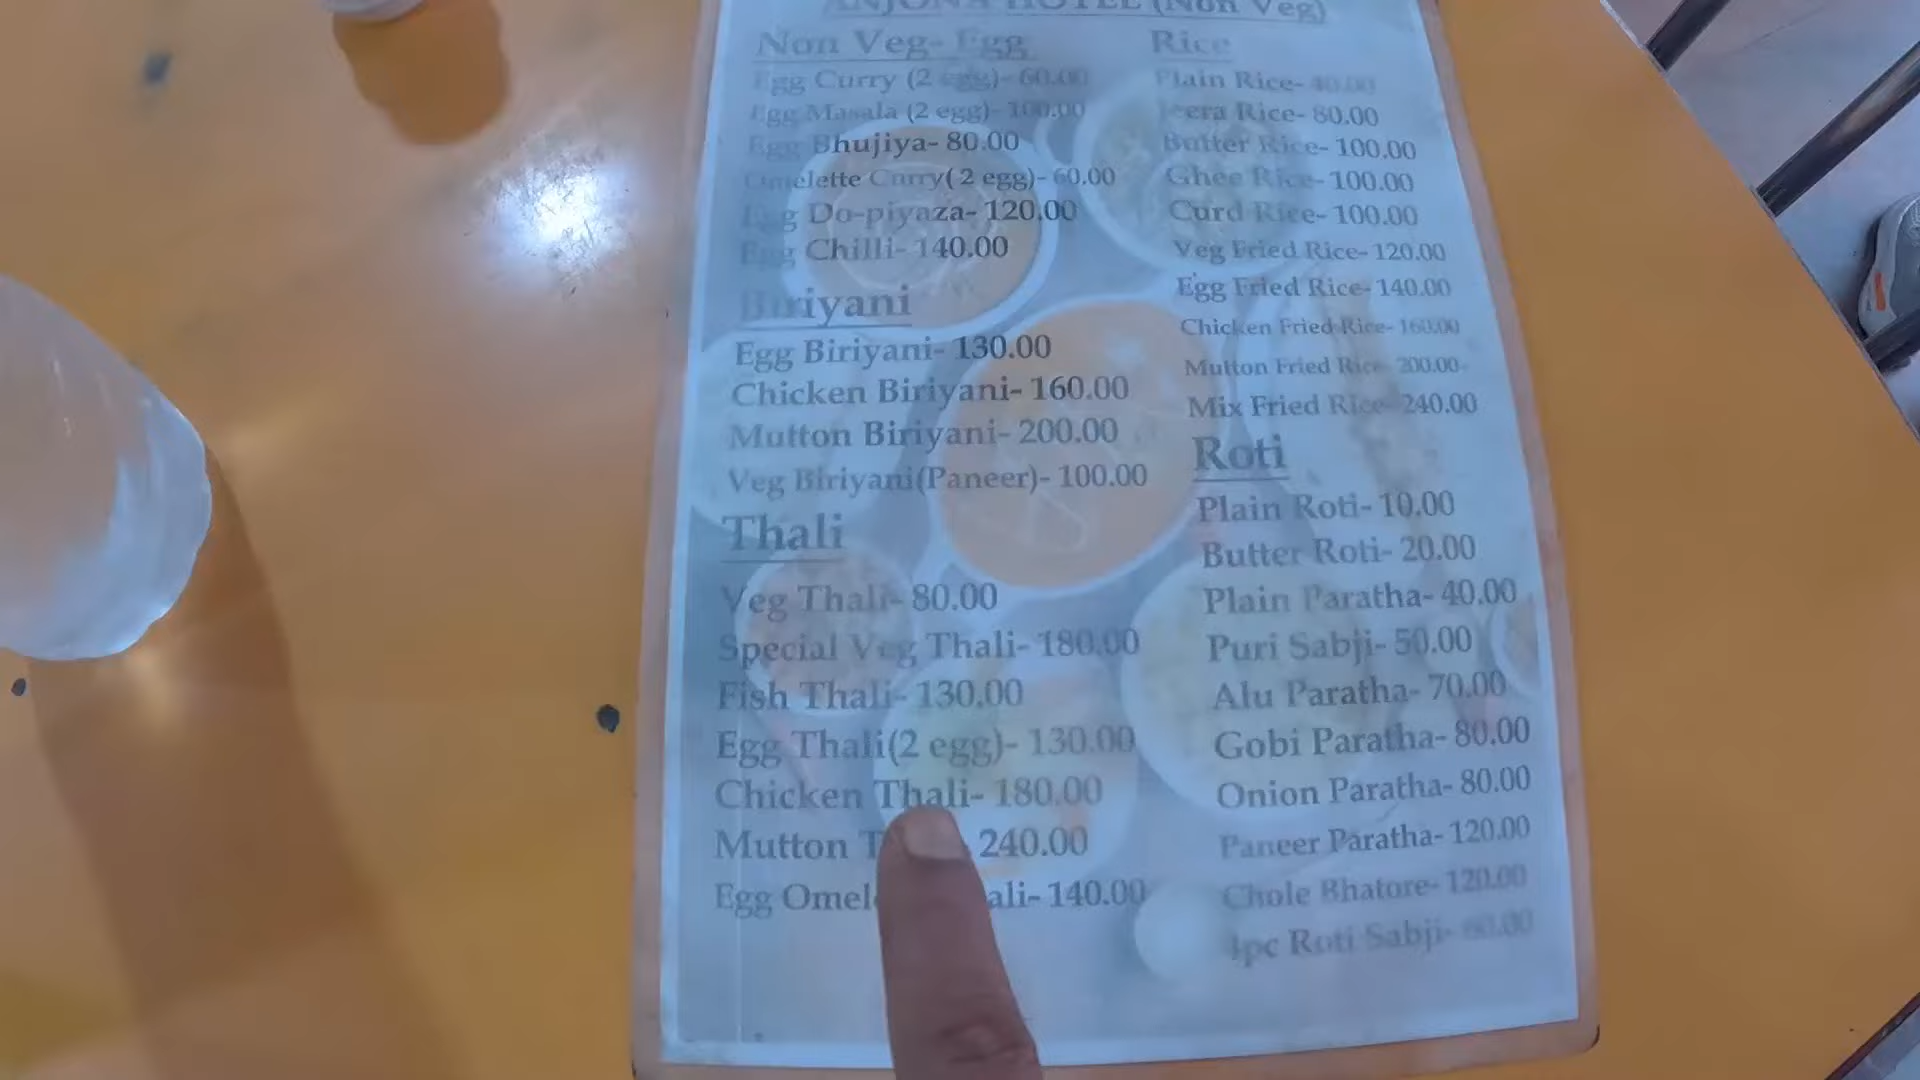 ANJONA HOTEL (Non Veg)
Non Veg- Egg
Egg Curry (2 egg)- 60.00
Egg Masala (2 egg)- 100.00
Egg Bhujiya- 80.00
Omelette Curry( 2 egg)- 60.00
Egg Do-piyaza- 120.00
Egg Chilli- 140.00
Biriyani
Egg Biriyani- 130.00
Chicken Biriyani- 160.00
Mutton Biriyani- 200.00
Veg Biriyani(Paneer)- 100.00
Thali
Veg Thali- 80.00
Special Veg Thali- 180.00
Fish Thali- 130.00
Egg Thali(2 egg)- 130.00
Chicken Thali- 180.00
Mutton 240.00
Egg 140.00
Rice
Plain Rice- 40.00
Jeera Rice- 80.00
Butter Rice- 100.00
Ghee Rice- 100.00
Curd Rice- 100.00
Veg Fried Rice- 120.00
Egg Fried Rice- 140.00
Chicken Fried Rice- 160.00
Mutton Fried Rice- 200.00
Mix Fried Rice- 240.00
Roti
Plain Roti- 10.00
Butter Roti- 20.00
Plain Paratha- 40.00
Puri Sabji- 50.00
Alu Paratha- 70.00
Gobi Paratha- 80.00
Onion Paratha- 80.00
Paneer Paratha- 120.00
Chole Bhatore- 120.00
Roti Sabji-